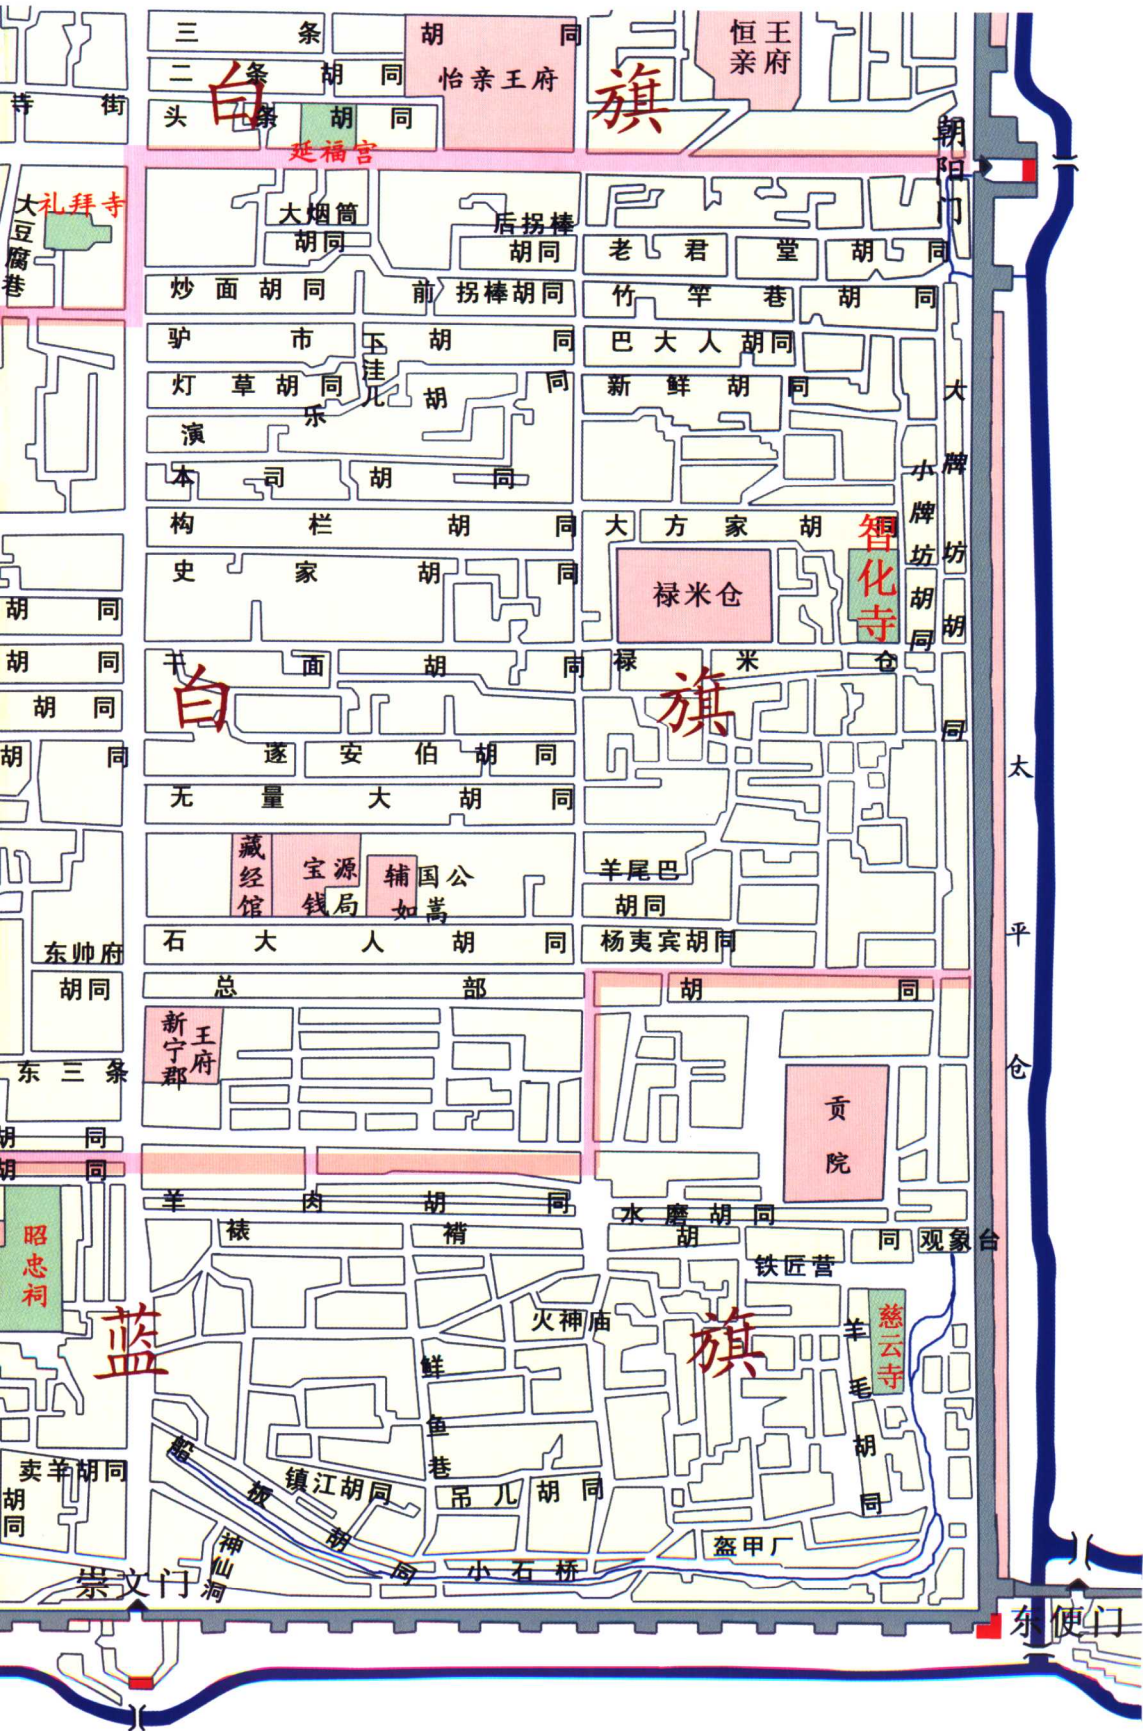 三条胡同
恒亲王府
二条胡同
怡亲王府
白旗
寺街
头条胡同
延福宫
朝阳门
礼拜寺
大豆腐巷
大烟筒胡同
后拐棒胡同
老君堂胡同
炒面胡同
前拐棒胡同
竹竿巷胡同
驴市胡同
下洼儿
巴大人胡同
灯草胡同
新鲜胡同
演乐胡同
大牌坊胡同
小牌坊胡同
本司胡同
构栏胡同
大方家胡同
智化寺
史家胡同
禄米仓
胡同
干面胡同
禄米仓
胡同
白旗
胡同
遂安伯胡同
胡同
无量大胡同
太平仓
藏经馆
宝源钱局
辅国公如嵩
羊尾巴胡同
石大人胡同
杨夷宾胡同
东帅府胡同
总部胡同
新宁郡王府
东三条
贡院
胡同
胡同
羊肉胡同
水磨胡同
裱褙胡同
观象台
昭忠祠
铁匠营
蓝旗
火神庙
慈云寺
羊毛胡同
鲜鱼巷
船板胡同
卖羊胡同
镇江胡同
吊几胡同
胡同
神仙洞
小石桥
盔甲厂
崇文门
东便门